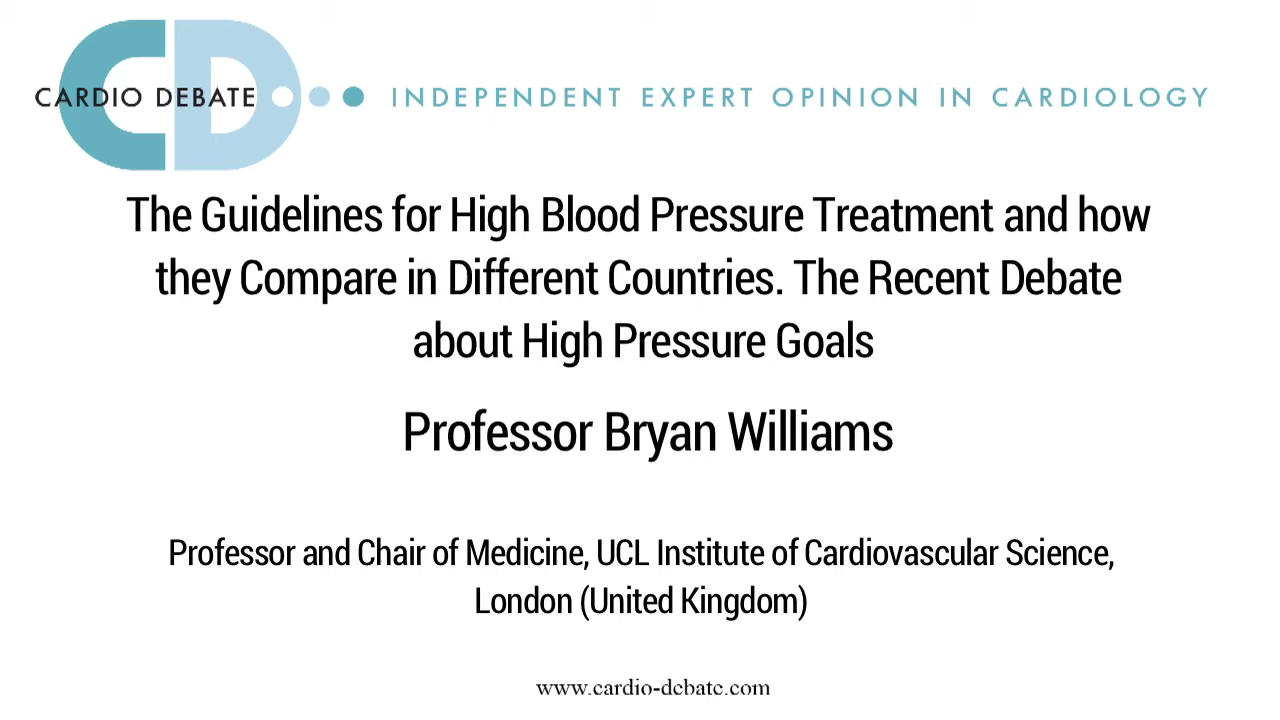 CARDIO DEBATE
INDEPENDENT EXPERT OPINION IN CARDIOLOGY
The Guidelines for High Blood Pressure Treatment and how
they Compare in Different Countries. The Recent Debate
about High Pressure Goals
Professor Bryan Williams
Professor and Chair of Medicine, UCL Institute of Cardiovascular Science,
London (United Kingdom)
www.cardio-debate.com